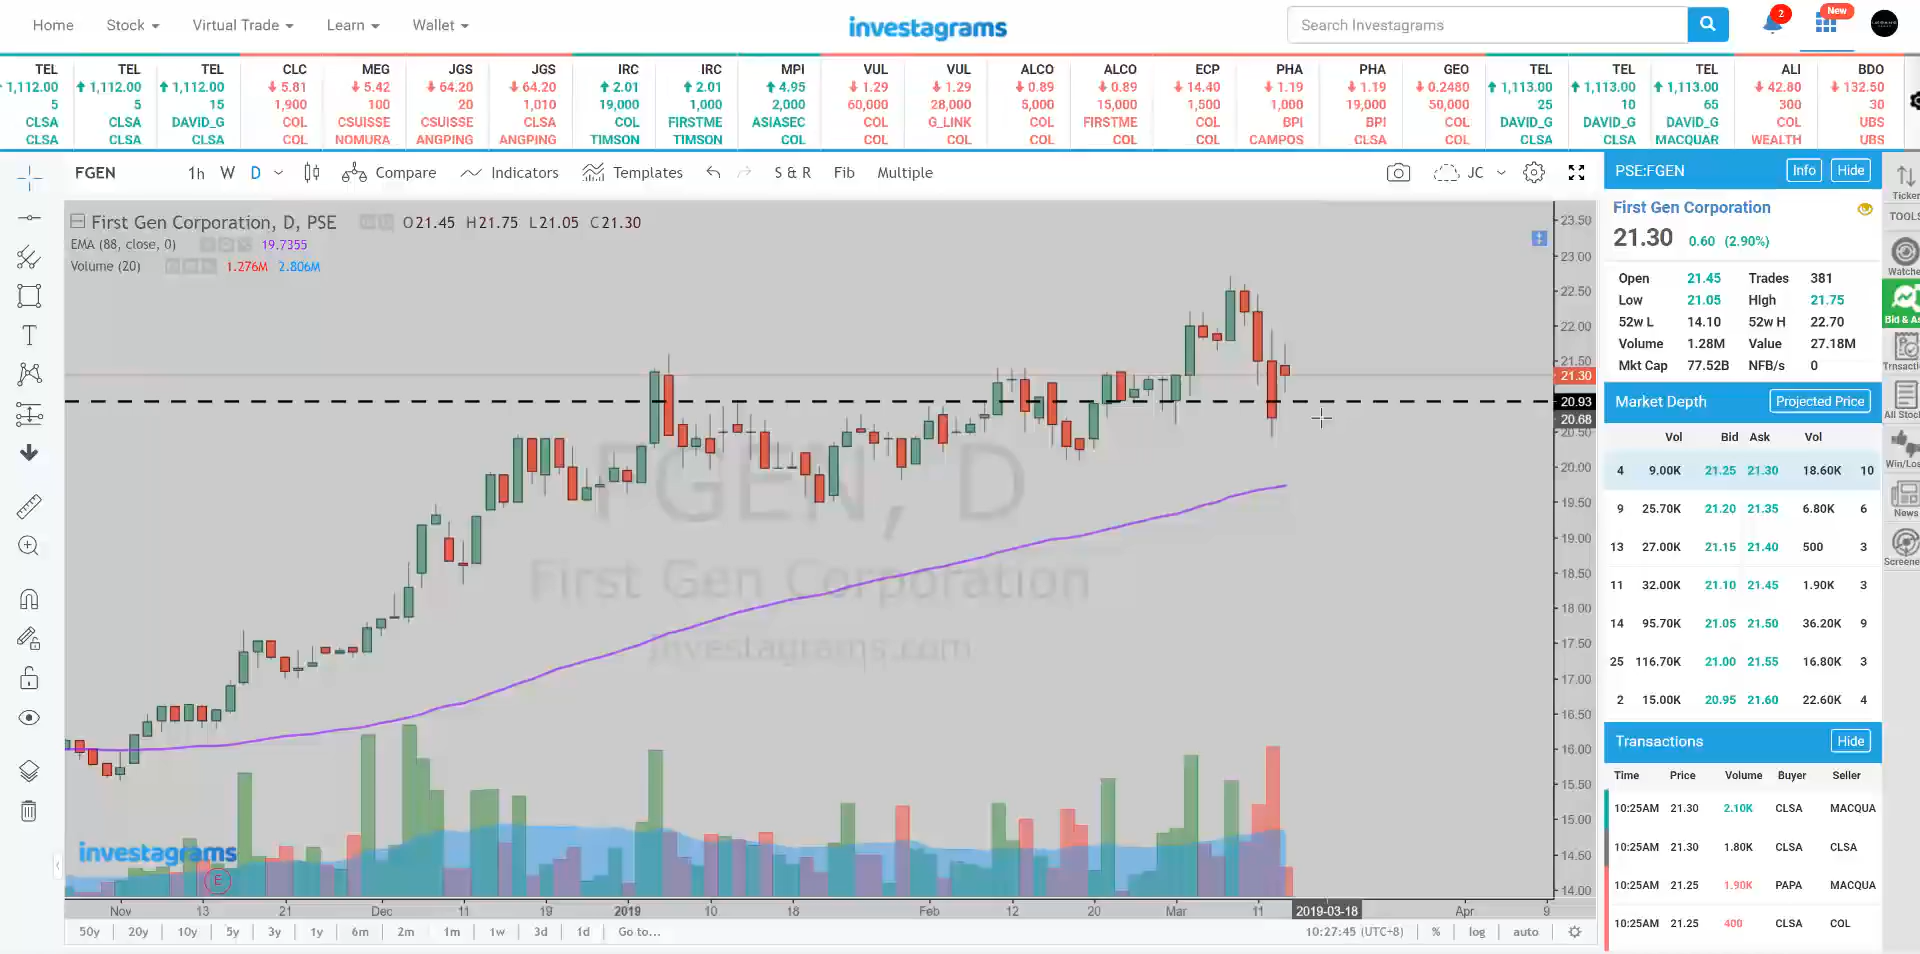 Home Stock Virtual Trade Learn Wallet investagrams Search Investagrams 2 New
TEL TEL TEL CLC MEG JGS JGS IRC IRC MPI VUL VUL ALCO ALCO ECP PHA PHA GEO TEL TEL TEL ALI BDO
1,112.00 1,112.00 1,112.00 5.81 5.42 64.20 64.20 2.01 2.01 4.95 1.29 1.29 0.89 0.89 14.40 1.19 1.19 0.2480 1,113.00 1,113.00 1,113.00 42.80 132.50
5 5 15 1,900 100 20 1,010 19,000 1,000 2,000 60,000 28,000 5,000 15,000 1,500 1,000 19,000 50,000 25 10 65 300 30
CLSA CLSA DAVID_G COL CSUISSE CSUISSE CLSA COL FIRSTME ASIASEC COL G_LINK COL FIRSTME COL BPI BPI COL DAVID_G DAVID_G DAVID_G COL UBS
CLSA CLSA CLSA COL NOMURA ANGPING ANGPING TIMSON TIMSON COL COL COL COL COL COL CAMPOS CLSA COL CLSA CLSA MACQUAR WEALTH UBS
FGEN 1h W D Compare Indicators Templates S & R Fib Multiple JC
First Gen Corporation, D, PSE O21.45 H21.75 L21.05 C21.30
EMA (88, close, 0) 19.7355
Volume (20) 1.276M 2.806M
FGEN, D
First Gen Corporation
Investagrams.com
investagrams
E
23.50
23.00
22.50
22.00
21.50
21.30
20.93
20.68
20.50
20.00
19.50
19.00
18.50
18.00
17.50
17.00
16.50
16.00
15.50
15.00
14.50
14.00
Nov 13 21 Dec 11 19 2019 10 18 Feb 12 20 Mar 11 2019-03-18 Apr 9
50y 20y 10y 5y 3y 1y 6m 2m 1m 1w 3d 1d Go to... 10:27:45 (UTC+8) % log auto
PSE:FGEN Info Hide
First Gen Corporation
21.30 0.60 (2.90%)
Open 21.45 Trades 381
Low 21.05 High 21.75
52w L 14.10 52w H 22.70
Volume 1.28M Value 27.18M
Mkt Cap 77.52B NFB/s 0
Market Depth Projected Price
Vol Bid Ask Vol
4 9.00K 21.25 21.30 18.60K 10
9 25.70K 21.20 21.35 6.80K 6
13 27.00K 21.15 21.40 500 3
11 32.00K 21.10 21.45 1.90K 3
14 95.70K 21.05 21.50 36.20K 9
25 116.70K 21.00 21.55 16.80K 3
2 15.00K 20.95 21.60 22.60K 4
Transactions Hide
Time Price Volume Buyer Seller
10:25AM 21.30 2.10K CLSA MACQUA
10:25AM 21.30 1.80K CLSA CLSA
10:25AM 21.25 1.90K PAPA MACQUA
10:25AM 21.25 400 CLSA COL
Ticker
TOOLS
Watche
Bid & As
Trnsacti
All Stoc
Win/Los
News
Screene